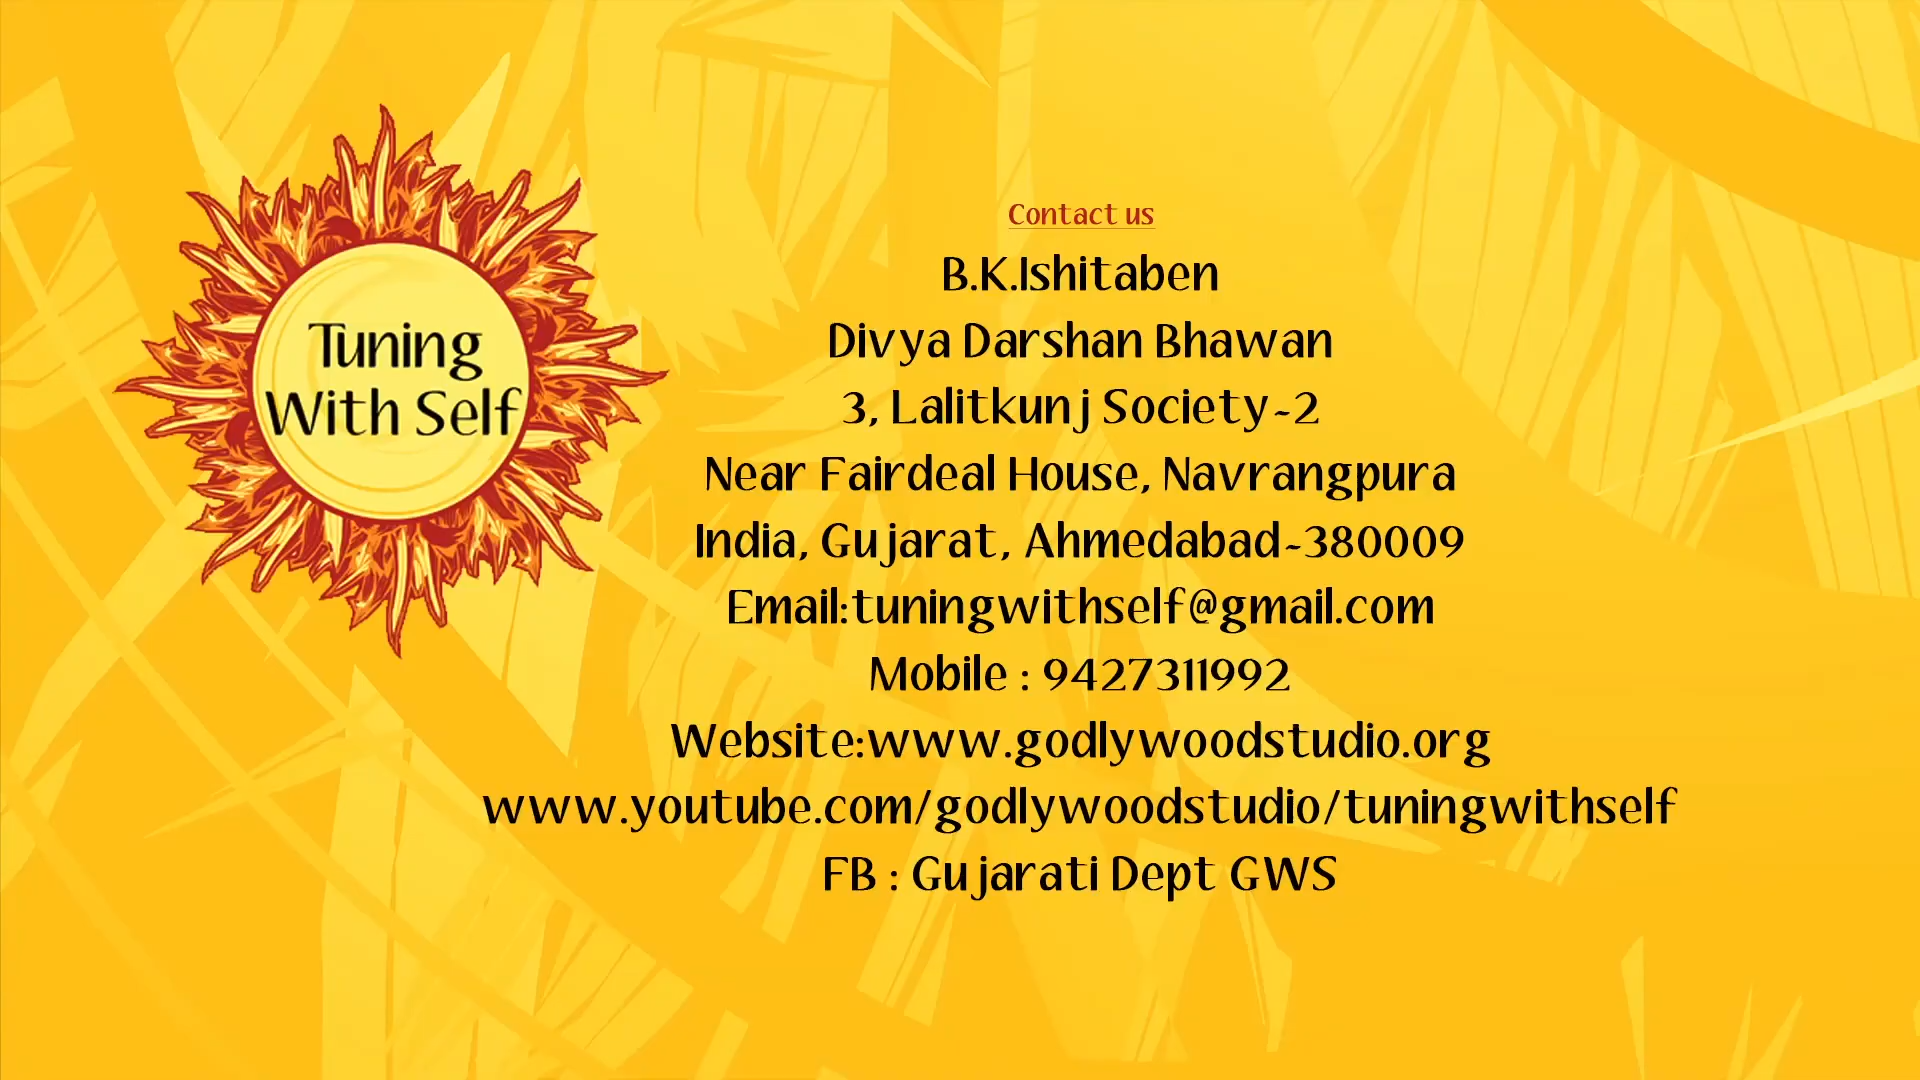 Tuning
With Self
Contact us
B.K.Ishitaben
Divya Darshan Bhawan
3, Lalitkunj Society-2
Near Fairdeal House, Navrangpura
India, Gujarat, Ahmedabad-380009
Email:tuningwithself@gmail.com
Mobile : 9427311992
Website:www.godlywoodstudio.org
www.youtube.com/godlywoodstudio/tuningwithself
FB : Gujarati Dept GWS